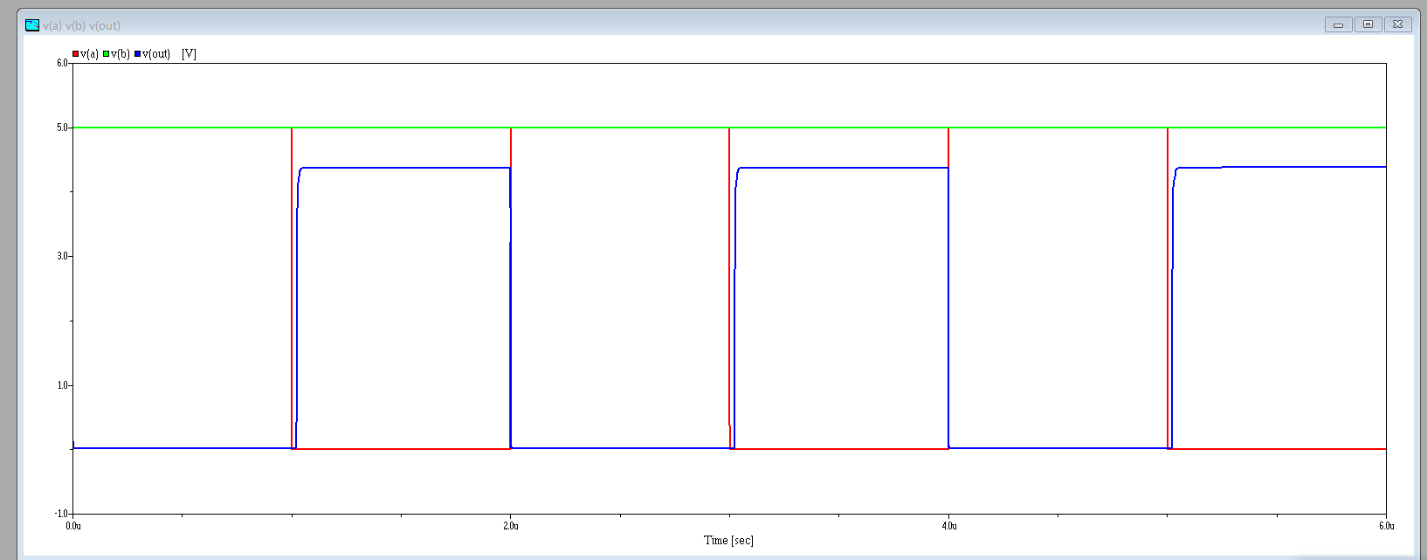 v(a) v(b) v(out)
v(a) v(b) v(out) [V]
6.0
5.0
3.0
1.0
-1.0
0.0u 2.0u 4.0u 6.0u
Time [sec]